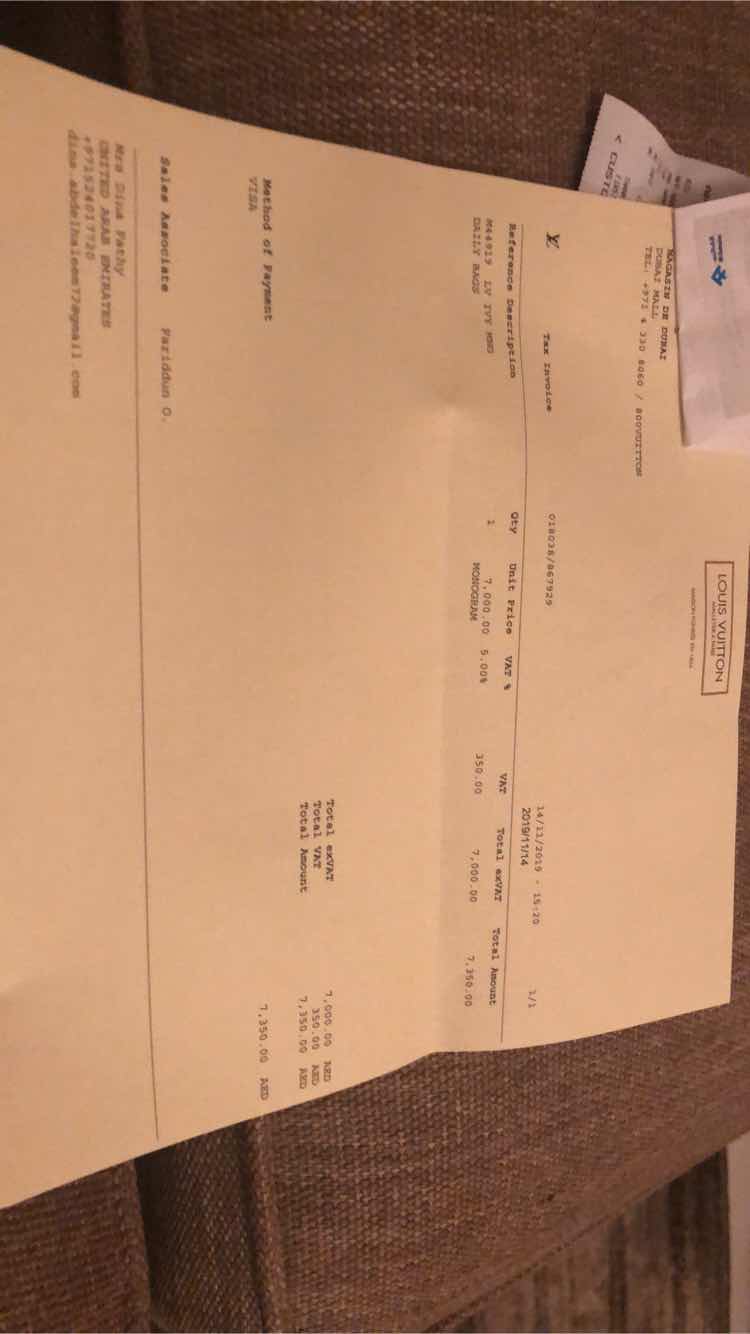 LOUIS VUITTON
MALLETIER À PARIS
MAISON FONDÉE EN 1854
MAGASIN DE DUBAI
DUBAI MALL
TEL: +971 4 330 8060 / 800VUITTON
< CUSTO
LV Tax Invoice 018038/867929 14/11/2019 - 15:20 1/1
2019/11/14
Reference Description Qty Unit Price VAT % VAT Total exVAT Total Amount
M44919 LV IVY MNG 1 7,000.00 5.00% 350.00 7,000.00 7,350.00
DAILY BAGS MONOGRAM
Total exVAT 7,000.00 AED
Total VAT 350.00 AED
Total Amount 7,350.00 AED
Method of Payment 7,350.00 AED
VISA
Sales Associate Fariddun O.
Mrs Dina Fathy
UNITED ARAB EMIRATES
+971524017720
dina.abdelhaleem72@gmail.com